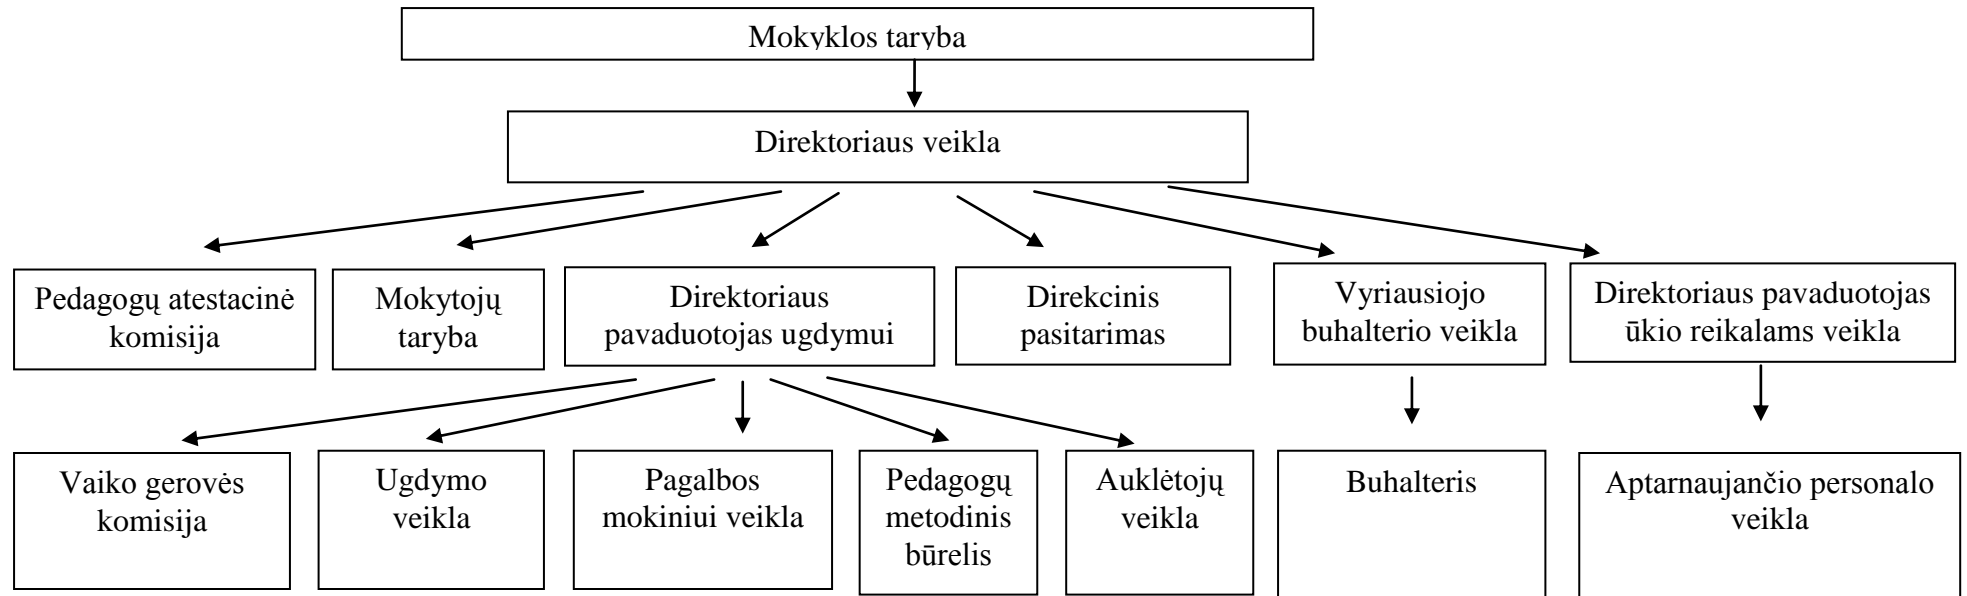 Mokyklos taryba
Direktoriaus veikla
Pedagogų atestacinė
komisija
Mokytojų
taryba
Direktoriaus
pavaduotojas ugdymui
Direkcinis
pasitarimas
Vyriausiojo
buhalterio veikla
Direktoriaus pavaduotojas
ūkio reikalams veikla
Vaiko gerovės
komisija
Ugdymo
veikla
Pagalbos
mokiniui veikla
Pedagogų
metodinis
būrelis
Auklėtojų
veikla
Buhalteris
Aptarnaujančio personalo
veikla